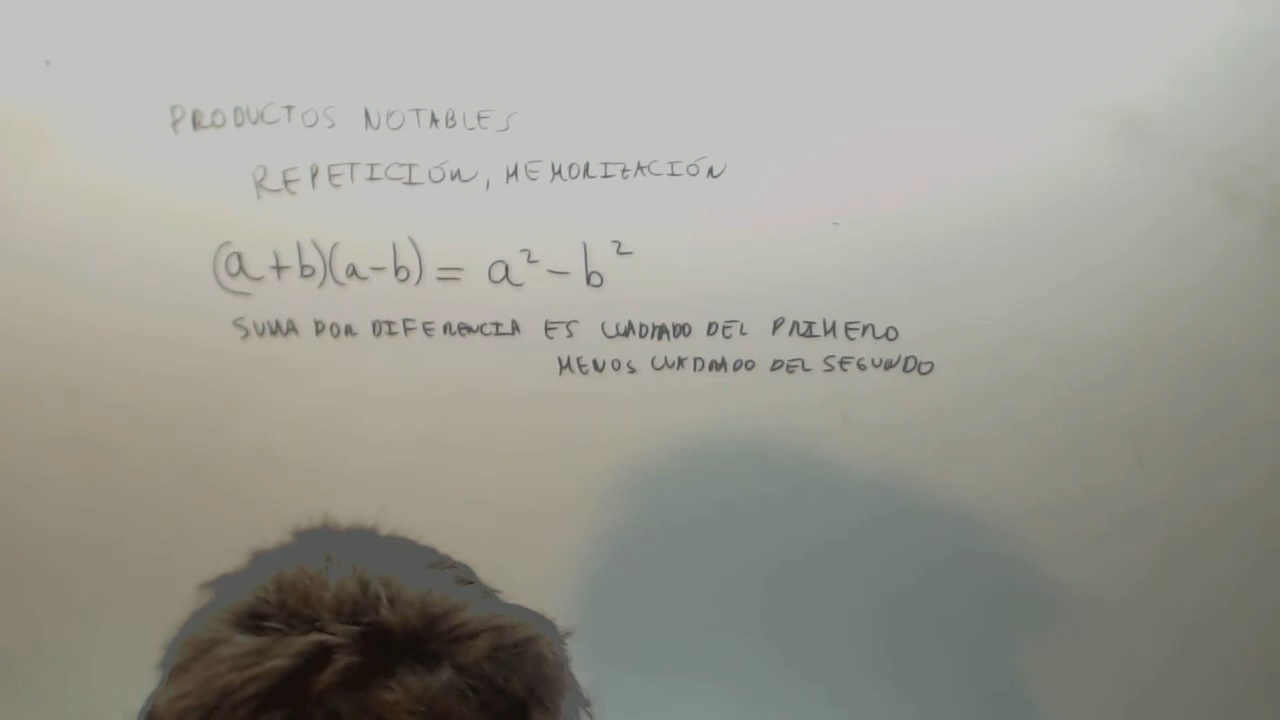 PRODUCTOS NOTABLES
REPETICIÓN, MEMORIZACIÓN
(a+b)(a-b) = a² - b²
SUMA POR DIFERENCIA ES CUADRADO DEL PRIMERO
MENOS CUADRADO DEL SEGUNDO